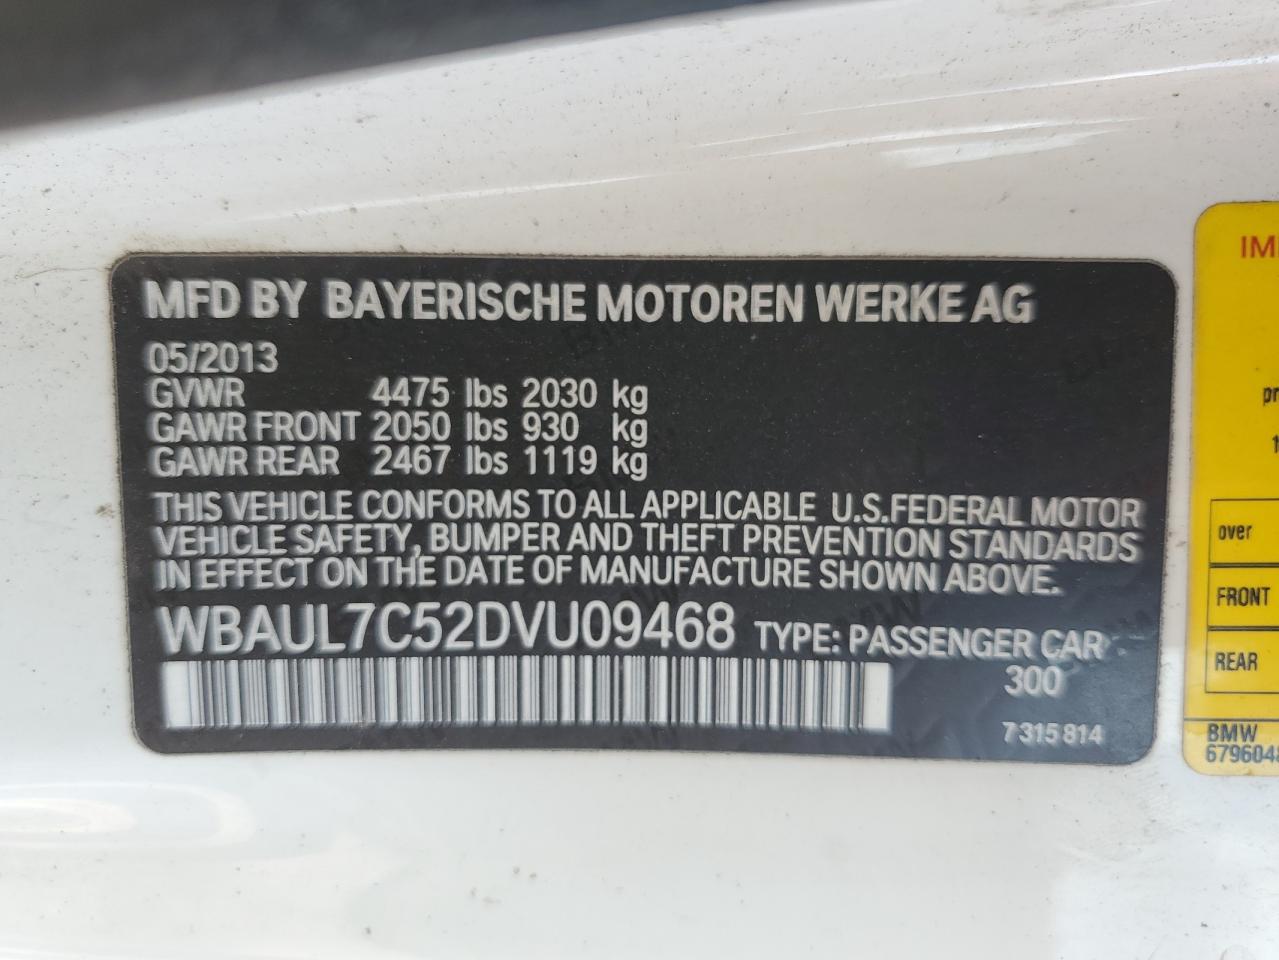 MFD BY BAYERISCHE MOTOREN WERKE AG
05/2013
GVWR 4475 lbs 2030 kg
GAWR FRONT 2050 lbs 930 kg
GAWR REAR 2467 lbs 1119 kg
THIS VEHICLE CONFORMS TO ALL APPLICABLE U.S.FEDERAL MOTOR
VEHICLE SAFETY, BUMPER AND THEFT PREVENTION STANDARDS
IN EFFECT ON THE DATE OF MANUFACTURE SHOWN ABOVE.
WBAUL7C52DVU09468 TYPE: PASSENGER CAR
300
7 315 814
over
FRONT
REAR
BMW